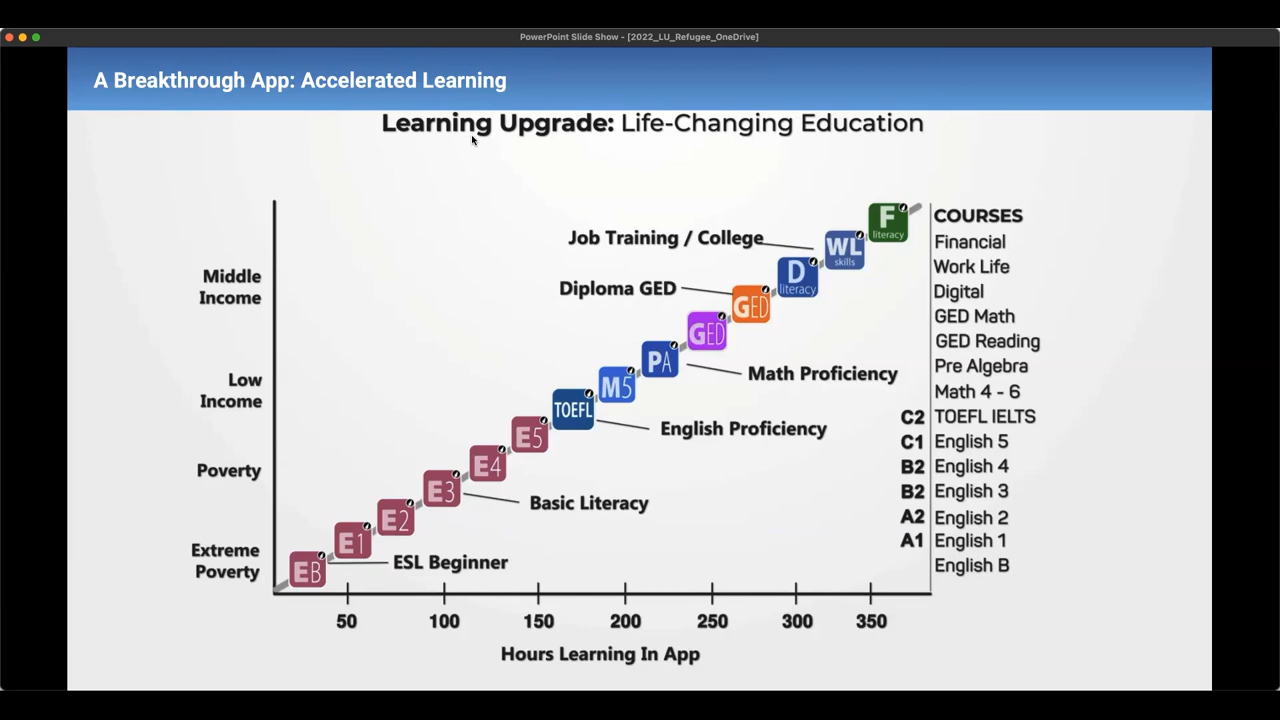 PowerPoint Slide Show - [2022_LU_Refugee_OneDrive]
A Breakthrough App: Accelerated Learning
Learning Upgrade: Life-Changing Education
Middle
Income
Low
Income
Poverty
Extreme
Poverty
F
literacy
WL
skills
Job Training / College
D
literacy
Diploma GED
GED
GED
PA
Math Proficiency
M5
TOEFL
English Proficiency
E5
E4
E3
Basic Literacy
E2
E1
EB
ESL Beginner
COURSES
Financial
Work Life
Digital
GED Math
GED Reading
Pre Algebra
Math 4 - 6
C2 TOEFL IELTS
C1 English 5
B2 English 4
B2 English 3
A2 English 2
A1 English 1
English B
50 100 150 200 250 300 350
Hours Learning In App